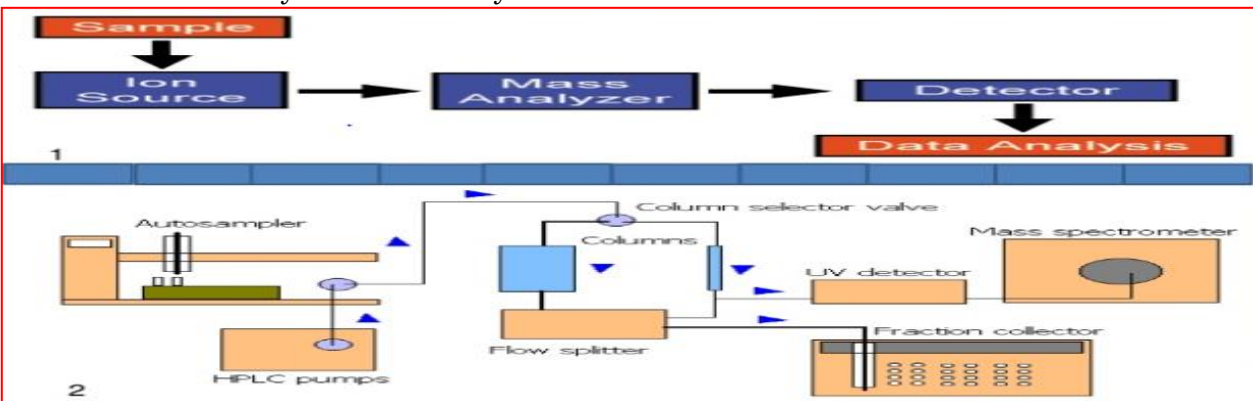 Sample
Ion
Source
Mass
Analyzer
Detector
Data Analysis
1
Autosampler
Column selector valve
Columns
Mass spectrometer
UV detector
Flow splitter
Fraction collector
HPLC pumps
2